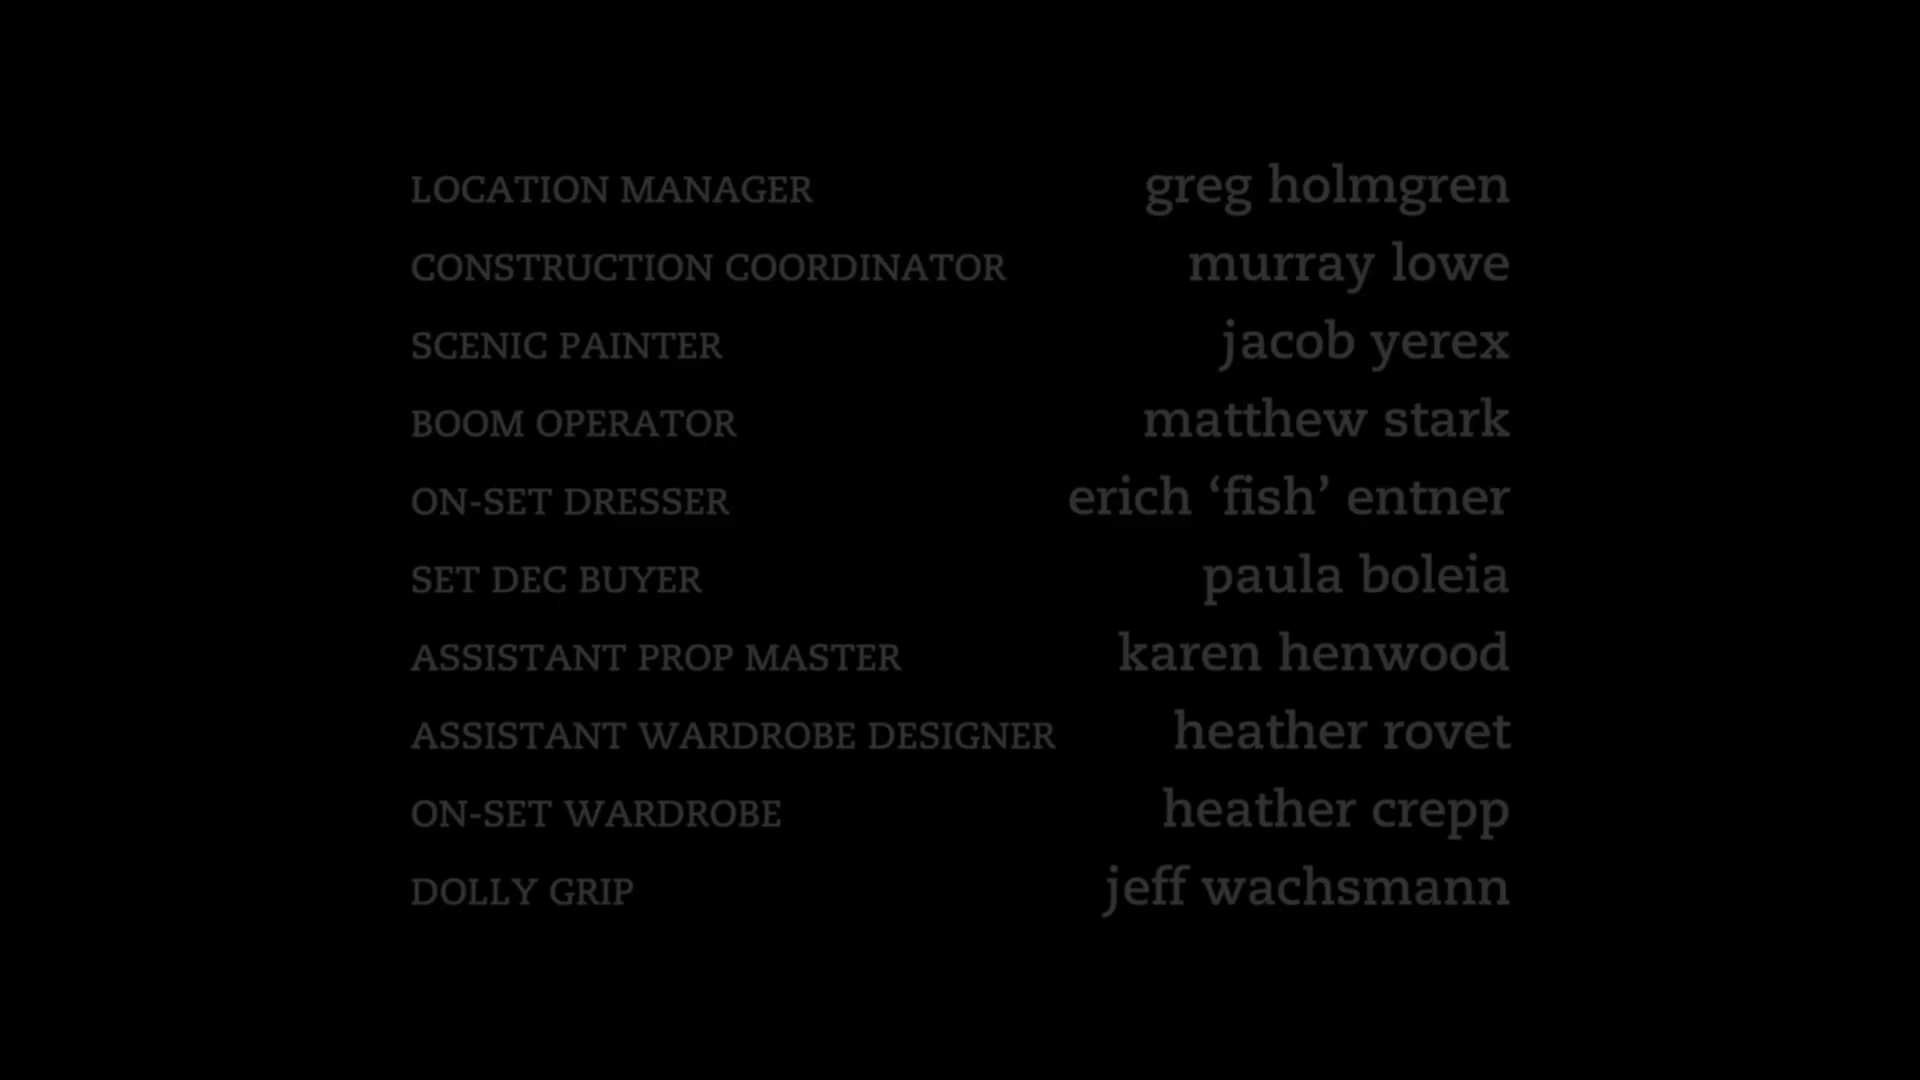 LOCATION MANAGER greg holmgren
CONSTRUCTION COORDINATOR murray lowe
SCENIC PAINTER jacob yerex
BOOM OPERATOR matthew stark
ON-SET DRESSER erich ‘fish’ entner
SET DEC BUYER paula boleia
ASSISTANT PROP MASTER karen henwood
ASSISTANT WARDROBE DESIGNER heather rovet
ON-SET WARDROBE heather crepp
DOLLY GRIP jeff wachsmann